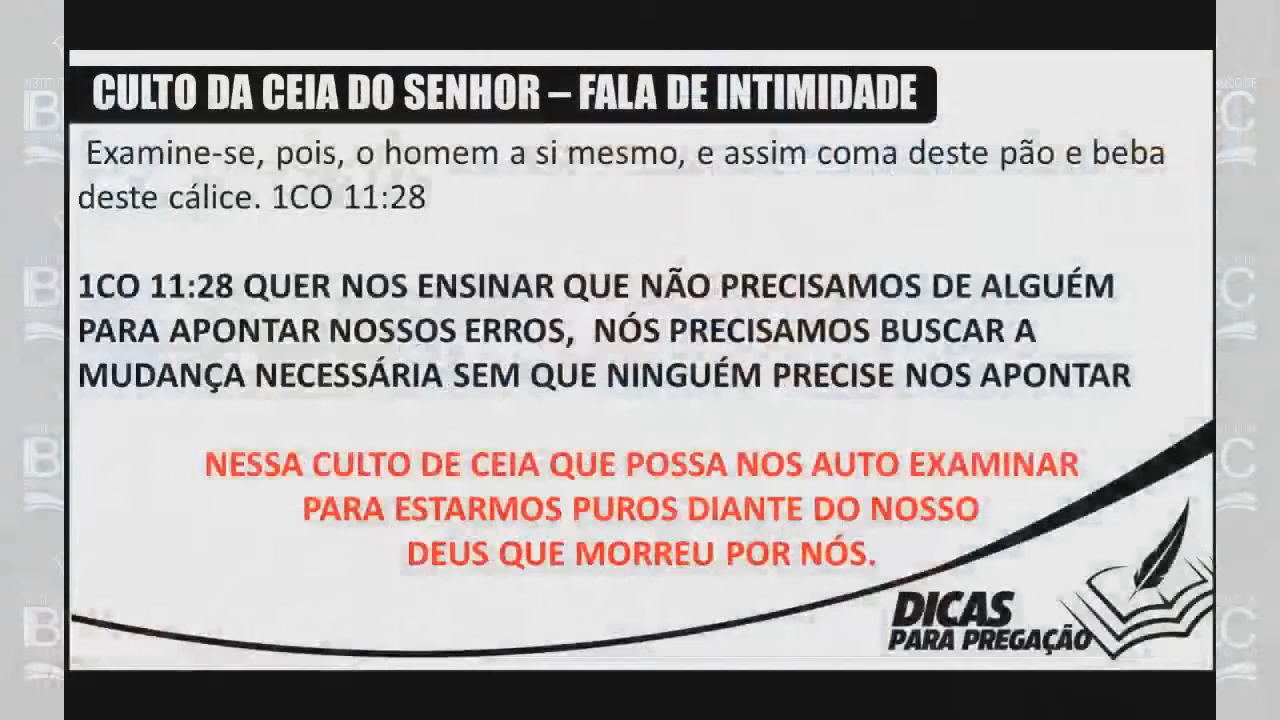 CULTO DA CEIA DO SENHOR – FALA DE INTIMIDADE
Examine-se, pois, o homem a si mesmo, e assim coma deste pão e beba
deste cálice. 1CO 11:28
1CO 11:28 QUER NOS ENSINAR QUE NÃO PRECISAMOS DE ALGUÉM
PARA APONTAR NOSSOS ERROS, NÓS PRECISAMOS BUSCAR A
MUDANÇA NECESSÁRIA SEM QUE NINGUÉM PRECISE NOS APONTAR
NESSA CULTO DE CEIA QUE POSSA NOS AUTO EXAMINAR
PARA ESTARMOS PUROS DIANTE DO NOSSO
DEUS QUE MORREU POR NÓS.
DICAS
PARA PREGAÇÃO